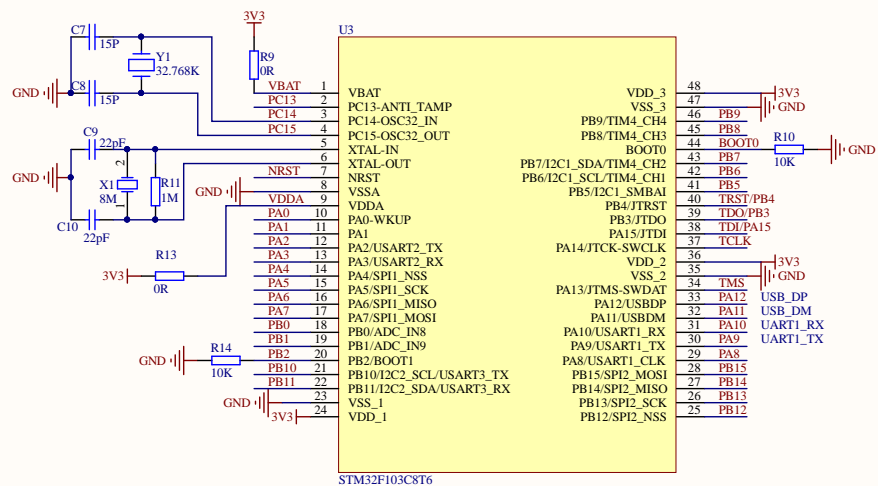 3V3
U3
C7
15P
Y1
32.768K
R9
0R
GND
C8
15P
VBAT 1 VBAT VDD_3 48 3V3
PC13 2 PC13-ANTI_TAMP VSS_3 47 GND
PC14 3 PC14-OSC32_IN PB9/TIM4_CH4 46 PB9
PC15 4 PC15-OSC32_OUT PB8/TIM4_CH3 45 PB8
C9
22pF
5 XTAL-IN BOOT0 44 BOOT0 R10 10K GND
6 XTAL-OUT PB7/I2C1_SDA/TIM4_CH2 43 PB7
NRST 7 NRST PB6/I2C1_SCL/TIM4_CH1 42 PB6
GND
2
X1
8M
1
R11
1M
GND 8 VSSA PB5/I2C1_SMBAI 41 PB5
VDDA 9 VDDA PB4/JTRST 40 TRST/PB4
PA0 10 PA0-WKUP PB3/JTDO 39 TDO/PB3
C10
22pF
PA1 11 PA1 PA15/JTDI 38 TDI/PA15
PA2 12 PA2/USART2_TX PA14/JTCK-SWCLK 37 TCLK
PA3 13 PA3/USART2_RX VDD_2 36 3V3
R13
3V3
0R
PA4 14 PA4/SPI1_NSS VSS_2 35 GND
PA5 15 PA5/SPI1_SCK PA13/JTMS-SWDAT 34 TMS
PA6 16 PA6/SPI1_MISO PA12/USBDP 33 PA12 USB_DP
PA7 17 PA7/SPI1_MOSI PA11/USBDM 32 PA11 USB_DM
PB0 18 PB0/ADC_IN8 PA10/USART1_RX 31 PA10 UART1_RX
PB1 19 PB1/ADC_IN9 PA9/USART1_TX 30 PA9 UART1_TX
R14
GND
10K
PB2 20 PB2/BOOT1 PA8/USART1_CLK 29 PA8
PB10 21 PB10/I2C2_SCL/USART3_TX PB15/SPI2_MOSI 28 PB15
PB11 22 PB11/I2C2_SDA/USART3_RX PB14/SPI2_MISO 27 PB14
GND 23 VSS_1 PB13/SPI2_SCK 26 PB13
3V3 24 VDD_1 PB12/SPI2_NSS 25 PB12
STM32F103C8T6